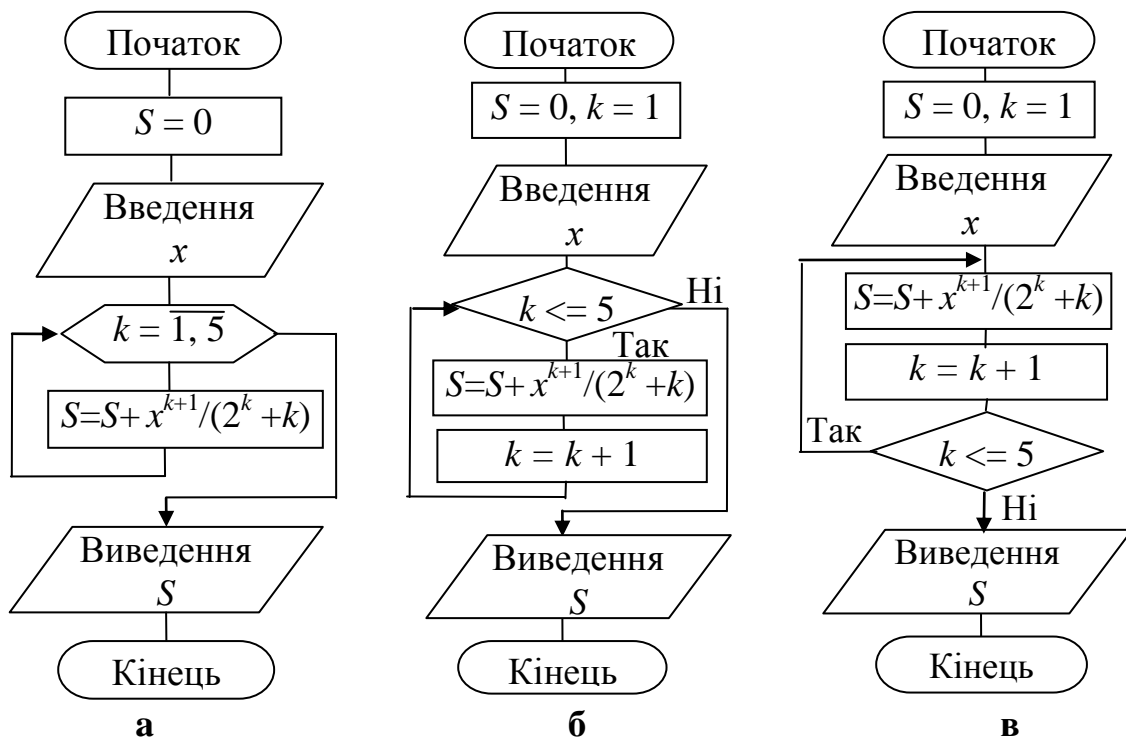 Початок
S = 0
Введення
x
k = 1, 5
S=S+ x^{k+1}/(2^k +k)
Виведення
S
Кінець
а
Початок
S = 0, k = 1
Введення
x
k <= 5
Ні
Так
S=S+ x^{k+1}/(2^k +k)
k = k + 1
Виведення
S
Кінець
б
Початок
S = 0, k = 1
Введення
x
S=S+ x^{k+1}/(2^k +k)
k = k + 1
Так
k <= 5
Ні
Виведення
S
Кінець
в